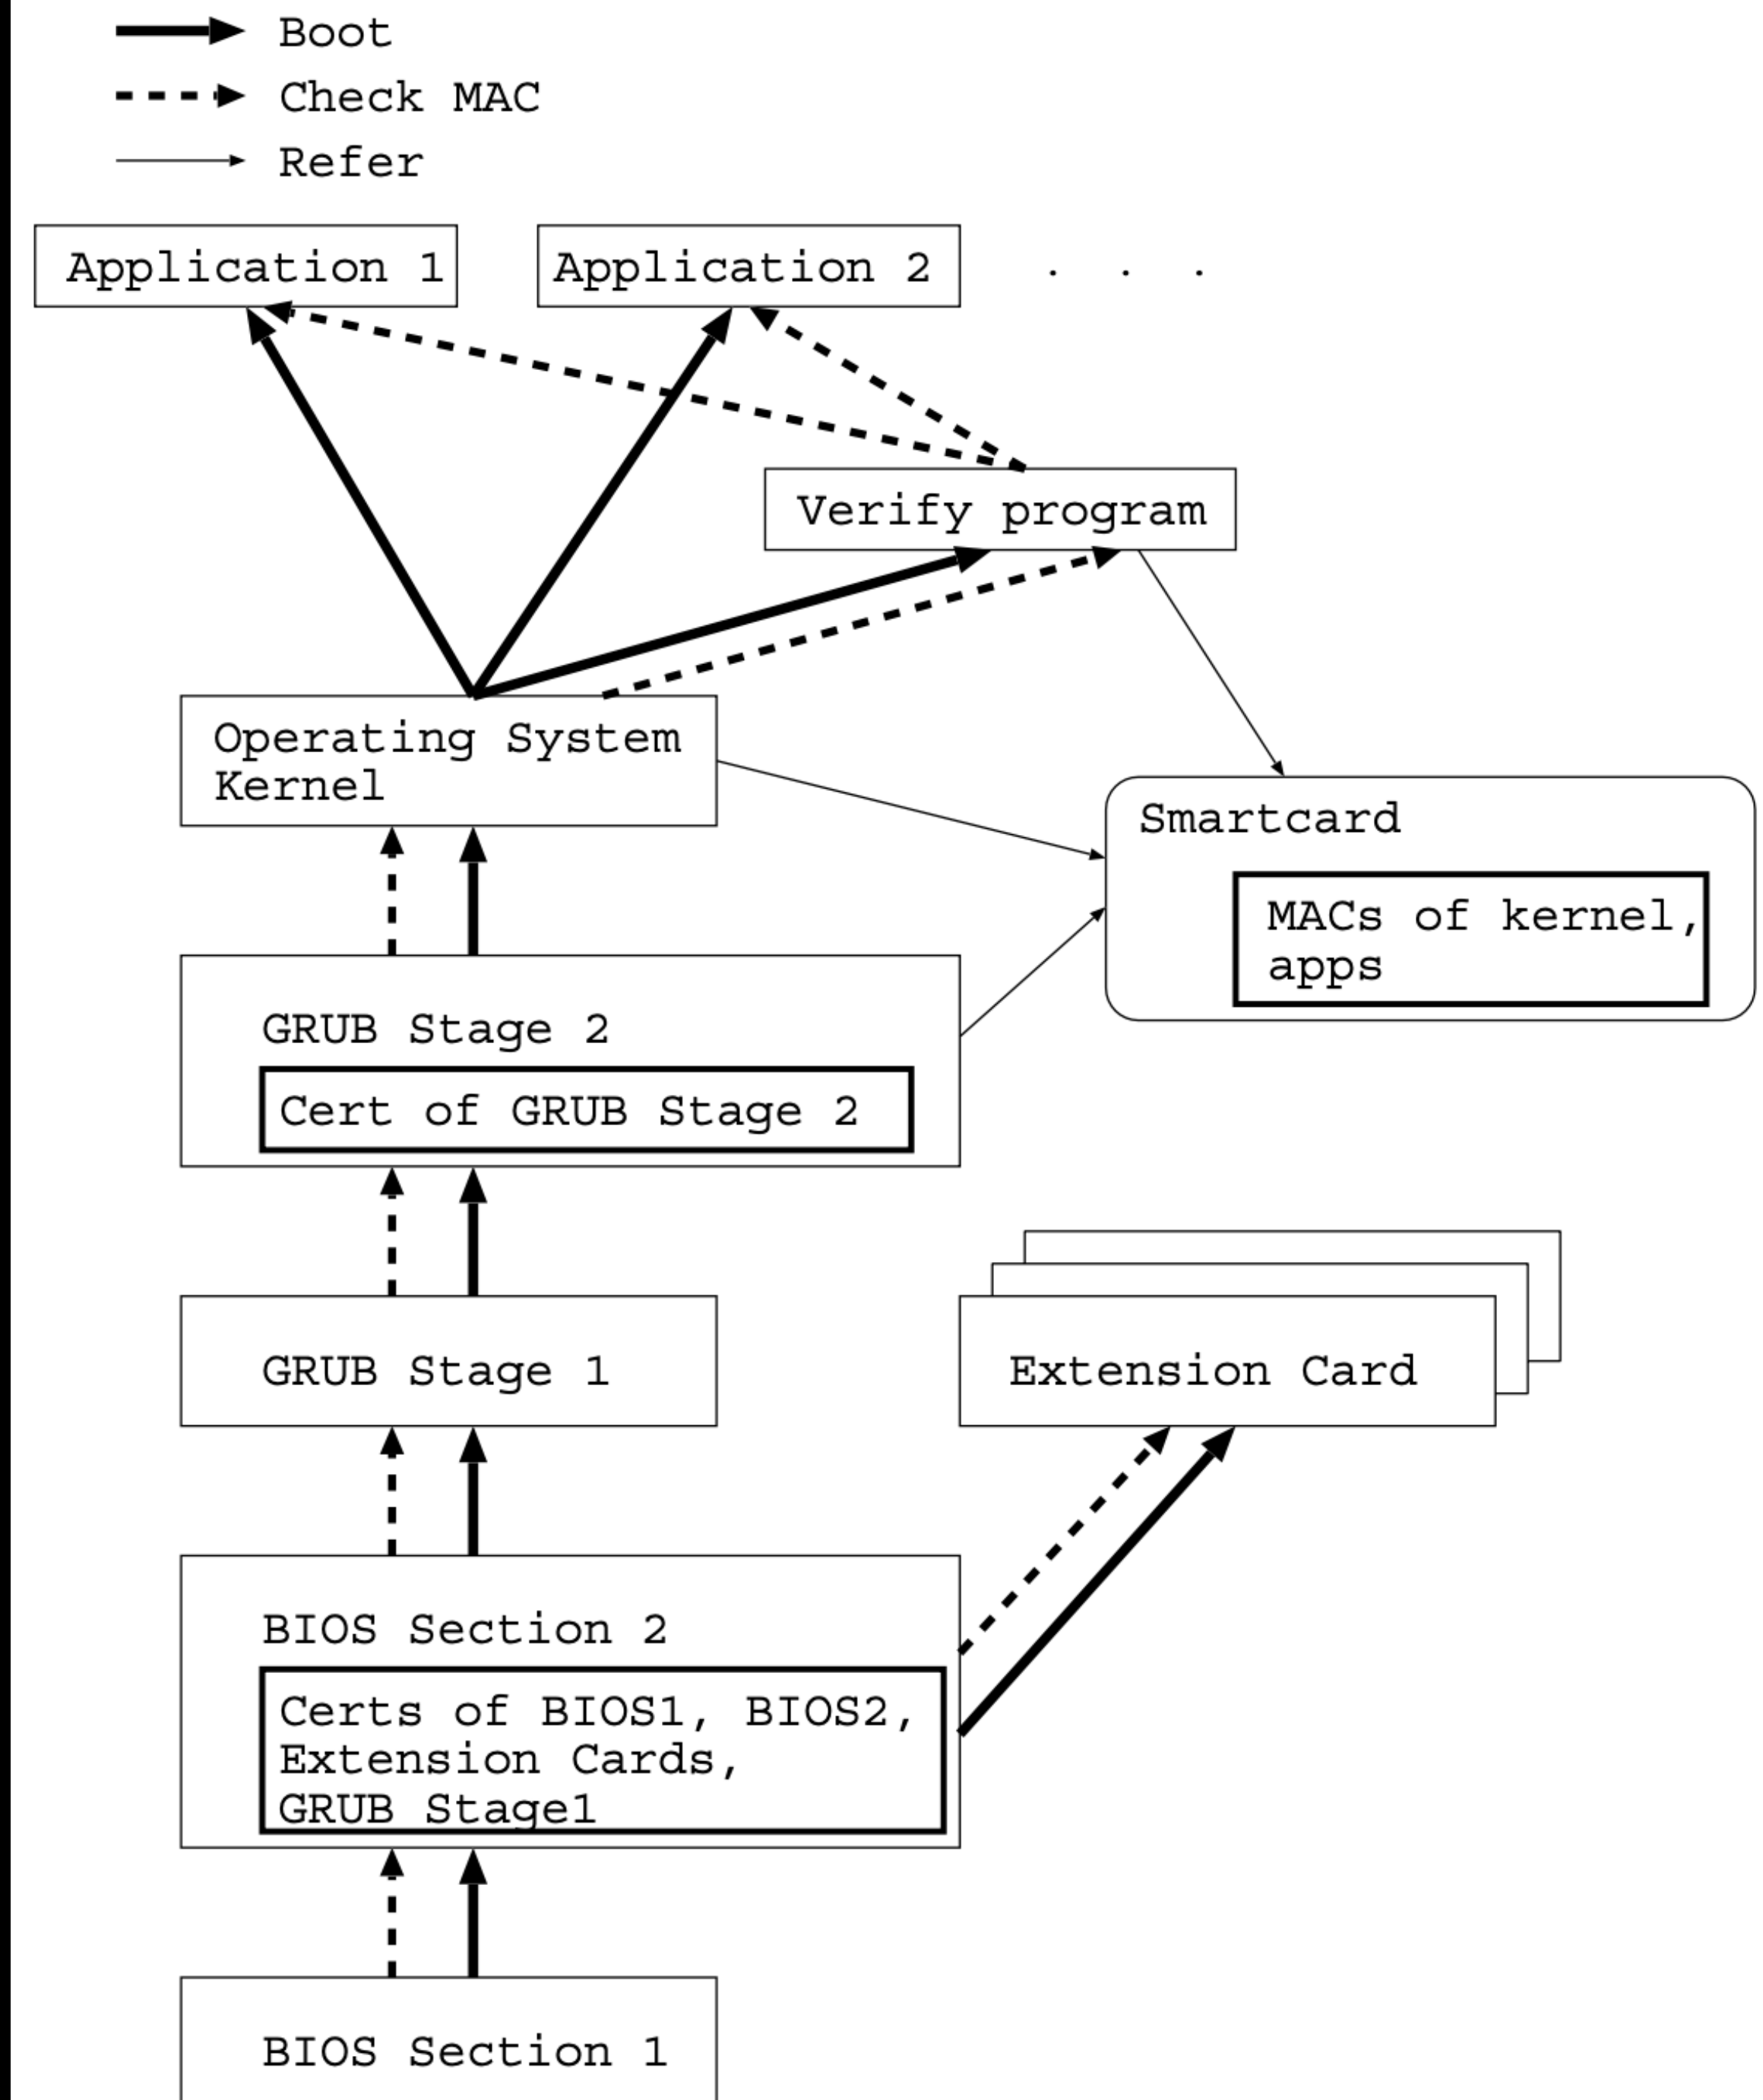 Boot
Check MAC
Refer
Application 1
Application 2
. . .
Verify program
Operating System
Kernel
Smartcard
MACs of kernel,
apps
GRUB Stage 2
Cert of GRUB Stage 2
GRUB Stage 1
Extension Card
BIOS Section 2
Certs of BIOS1, BIOS2,
Extension Cards,
GRUB Stage1
BIOS Section 1